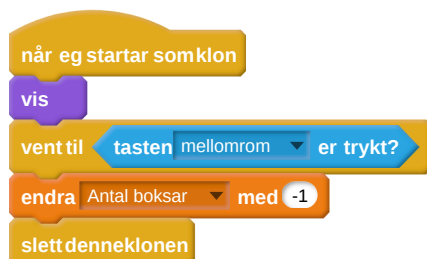 når eg startar som klon
vis
vent til tasten mellomrom er trykt?
endra Antal boksar med -1
slett denne klonen